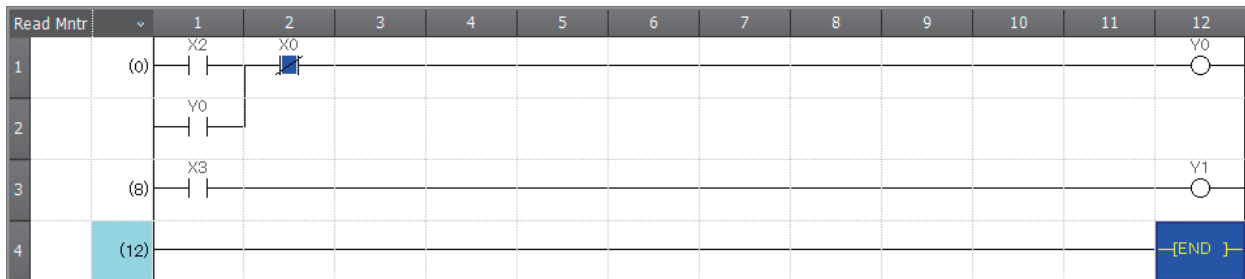 Read Mntr 1 2 3 4 5 6 7 8 9 10 11 12
X2 X0 Y0
1 (0)
Y0
2
X3 Y1
3 (8)
4 (12) [END ]